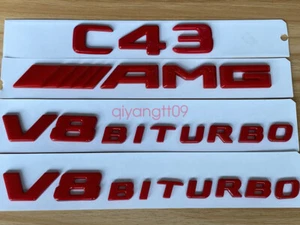 C43
AMG
qiyangtt09
V8 BITURBO
V8 BITURBO